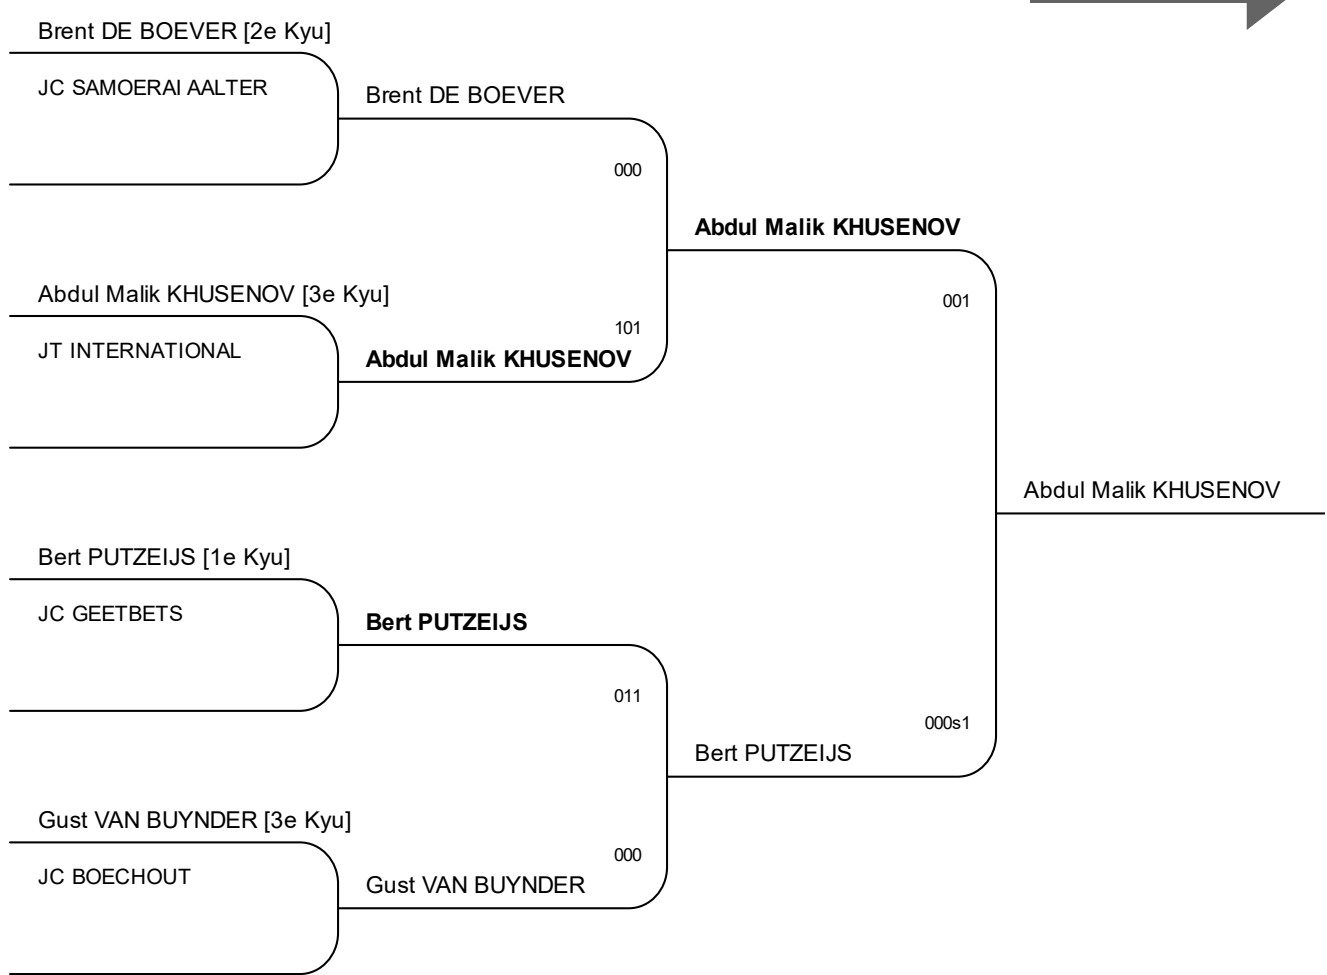 Brent DE BOEVER [2e Kyu]
JC SAMOERAI AALTER
Brent DE BOEVER
000
Abdul Malik KHUSENOV
Abdul Malik KHUSENOV [3e Kyu]
001
101
JT INTERNATIONAL
Abdul Malik KHUSENOV
Abdul Malik KHUSENOV
Bert PUTZEIJS [1e Kyu]
JC GEETBETS
Bert PUTZEIJS
011
000s1
Bert PUTZEIJS
Gust VAN BUYNDER [3e Kyu]
000
JC BOECHOUT
Gust VAN BUYNDER